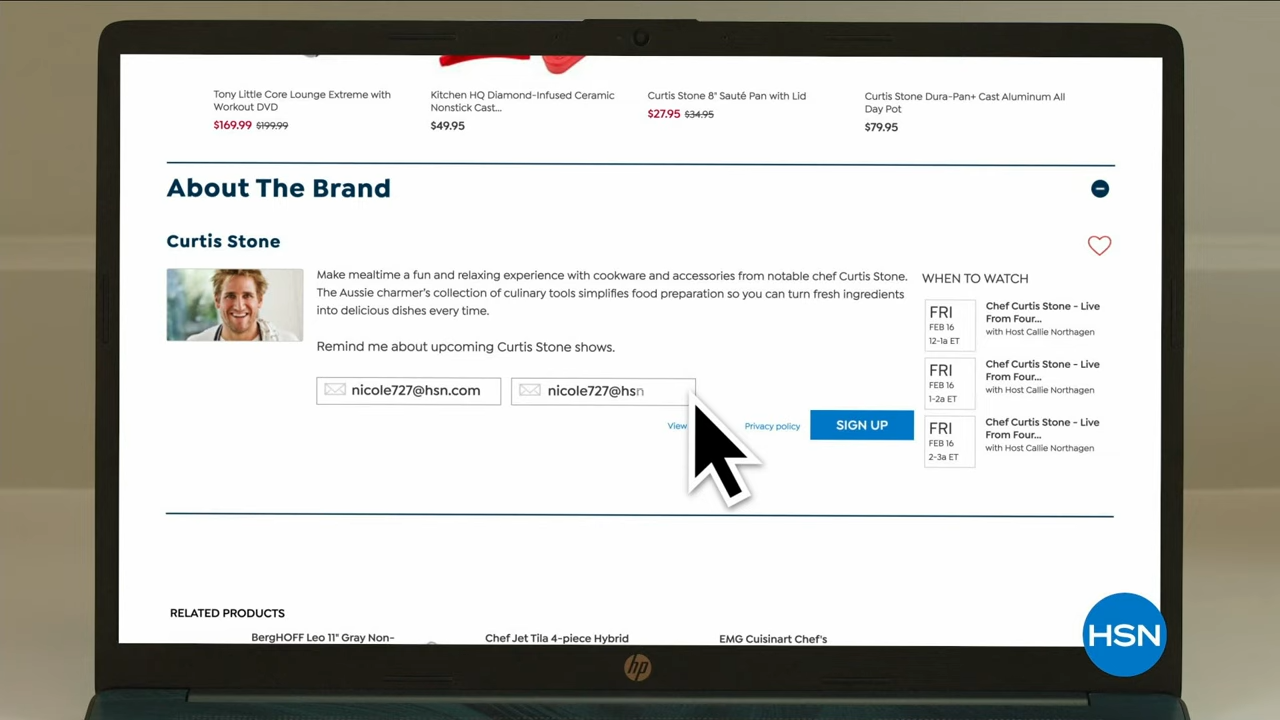 Tony Little Core Lounge Extreme with
Workout DVD
$169.99 $199.99
Kitchen HQ Diamond-Infused Ceramic
Nonstick Cast...
$49.95
Curtis Stone 8" Sauté Pan with Lid
$27.95 $34.95
Curtis Stone Dura-Pan+ Cast Aluminum All
Day Pot
$79.95
About The Brand
Curtis Stone
Make mealtime a fun and relaxing experience with cookware and accessories from notable chef Curtis Stone.
The Aussie charmer's collection of culinary tools simplifies food preparation so you can turn fresh ingredients
into delicious dishes every time.
Remind me about upcoming Curtis Stone shows.
nicole727@hsn.com
nicole727@hsn
View
Privacy policy
SIGN UP
WHEN TO WATCH
FRI
FEB 16
12-1a ET
Chef Curtis Stone - Live
From Four...
with Host Callie Northagen
FRI
FEB 16
1-2a ET
Chef Curtis Stone - Live
From Four...
with Host Callie Northagen
FRI
FEB 16
2-3a ET
Chef Curtis Stone - Live
From Four...
with Host Callie Northagen
RELATED PRODUCTS
BergHOFF Leo 11" Gray Non-
Chef Jet Tila 4-piece Hybrid
EMG Cuisinart Chef's
HSN
hp